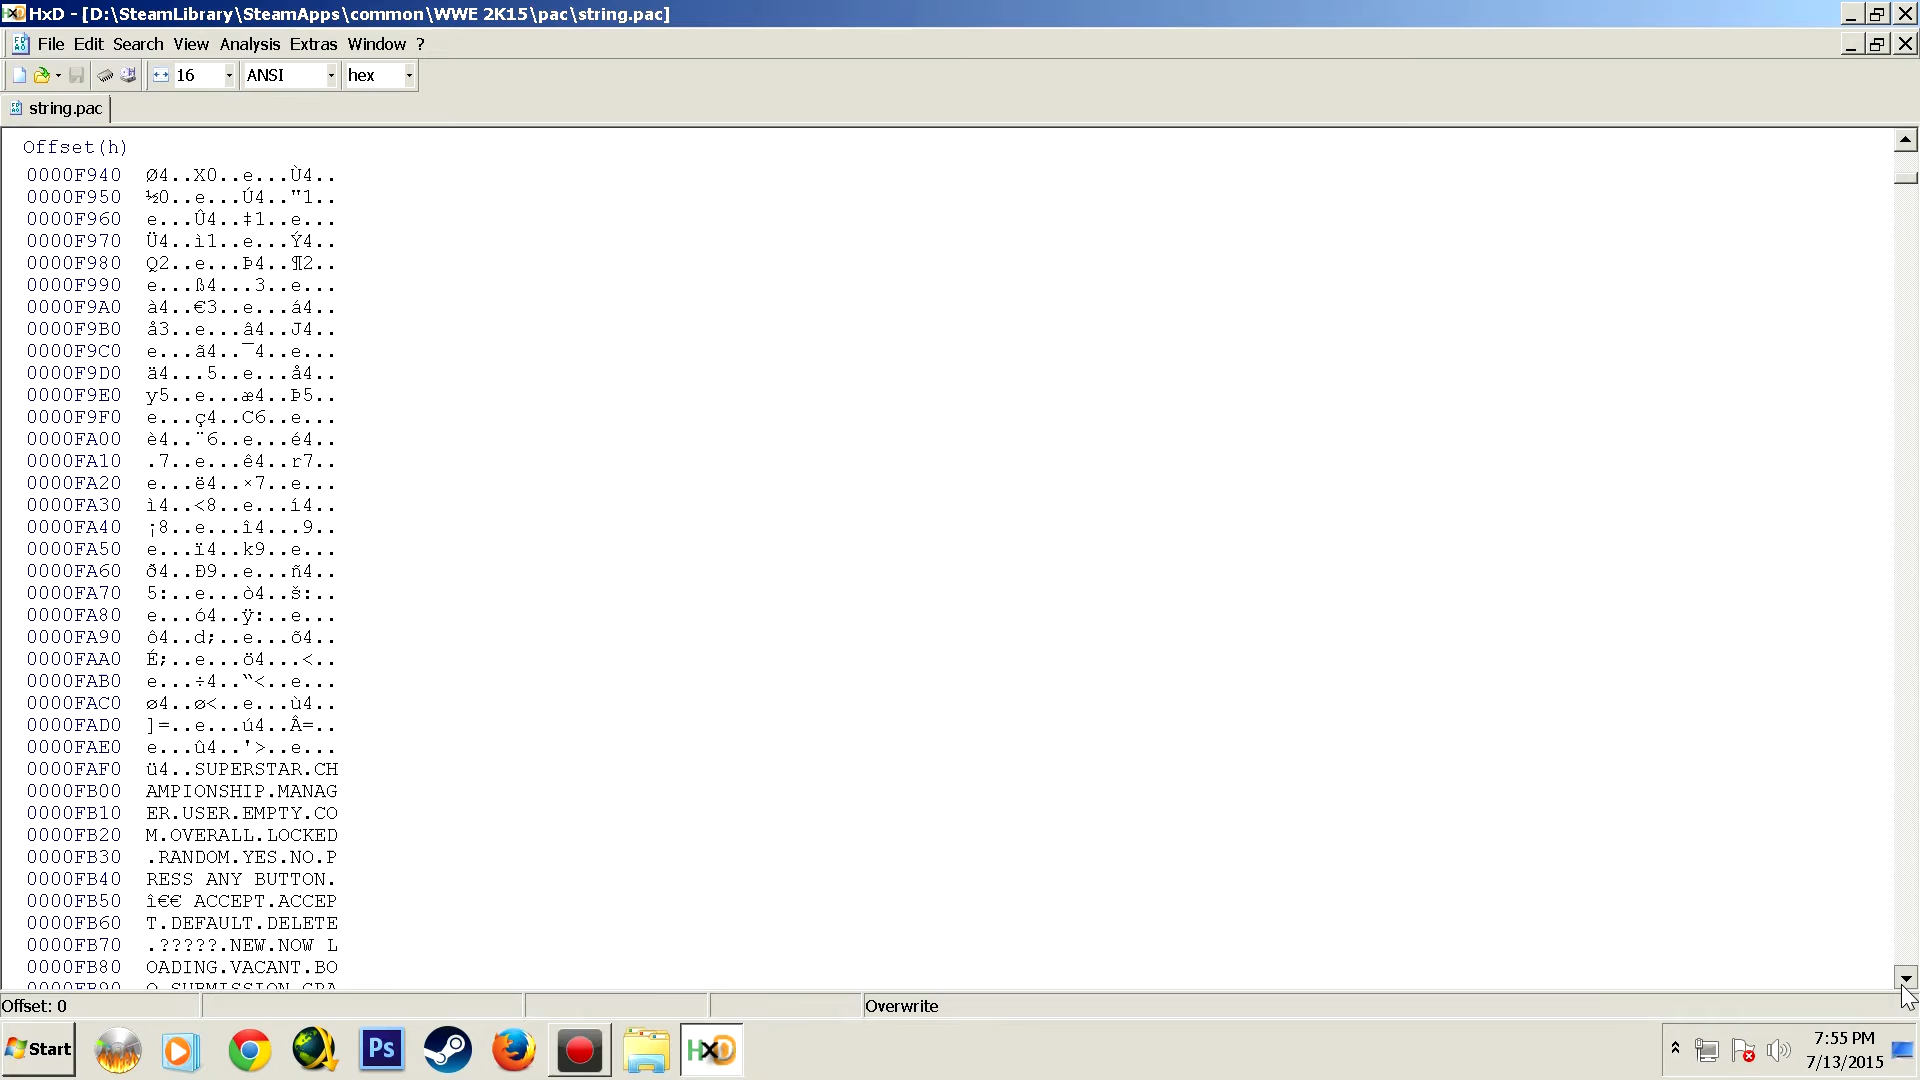 HxD - [D:\SteamLibrary\SteamApps\common\WWE 2K15\pac\string.pac]
File Edit Search View Analysis Extras Window ?
16 ANSI hex
string.pac
Offset(h)
0000F940 Ø4..X0..e...Ù4..
0000F950 ½0..e...Ú4.."1..
0000F960 e...Û4..‡1..e...
0000F970 Ü4..ì1..e...Ý4..
0000F980 Q2..e...Þ4..¶2..
0000F990 e...ß4...3..e...
0000F9A0 à4..€3..e...á4..
0000F9B0 å3..e...â4..J4..
0000F9C0 e...ã4..¯4..e...
0000F9D0 ä4...5..e...å4..
0000F9E0 y5..e...æ4..Þ5..
0000F9F0 e...ç4..C6..e...
0000FA00 è4..¨6..e...é4..
0000FA10 .7..e...ê4..r7..
0000FA20 e...ë4..×7..e...
0000FA30 ì4..<8..e...í4..
0000FA40 ¡8..e...î4...9..
0000FA50 e...ï4..k9..e...
0000FA60 ð4..Ð9..e...ñ4..
0000FA70 5:..e...ò4..š:..
0000FA80 e...ó4..ÿ:..e...
0000FA90 ô4..d;..e...õ4..
0000FAA0 É;..e...ö4...<..
0000FAB0 e...÷4..“<..e...
0000FAC0 ø4..ø<..e...ù4..
0000FAD0 ]=..e...ú4..Â=..
0000FAE0 e...û4..'>..e...
0000FAF0 ü4..SUPERSTAR.CH
0000FB00 AMPIONSHIP.MANAG
0000FB10 ER.USER.EMPTY.CO
0000FB20 M.OVERALL.LOCKED
0000FB30 .RANDOM.YES.NO.P
0000FB40 RESS ANY BUTTON.
0000FB50 î€€ ACCEPT.ACCEP
0000FB60 T.DEFAULT.DELETE
0000FB70 .?????.NEW.NOW L
0000FB80 OADING.VACANT.BO
0000FB90 O.SUBMISSION.CRA
Offset: 0 Overwrite
Start Ps HxD 7:55 PM
7/13/2015